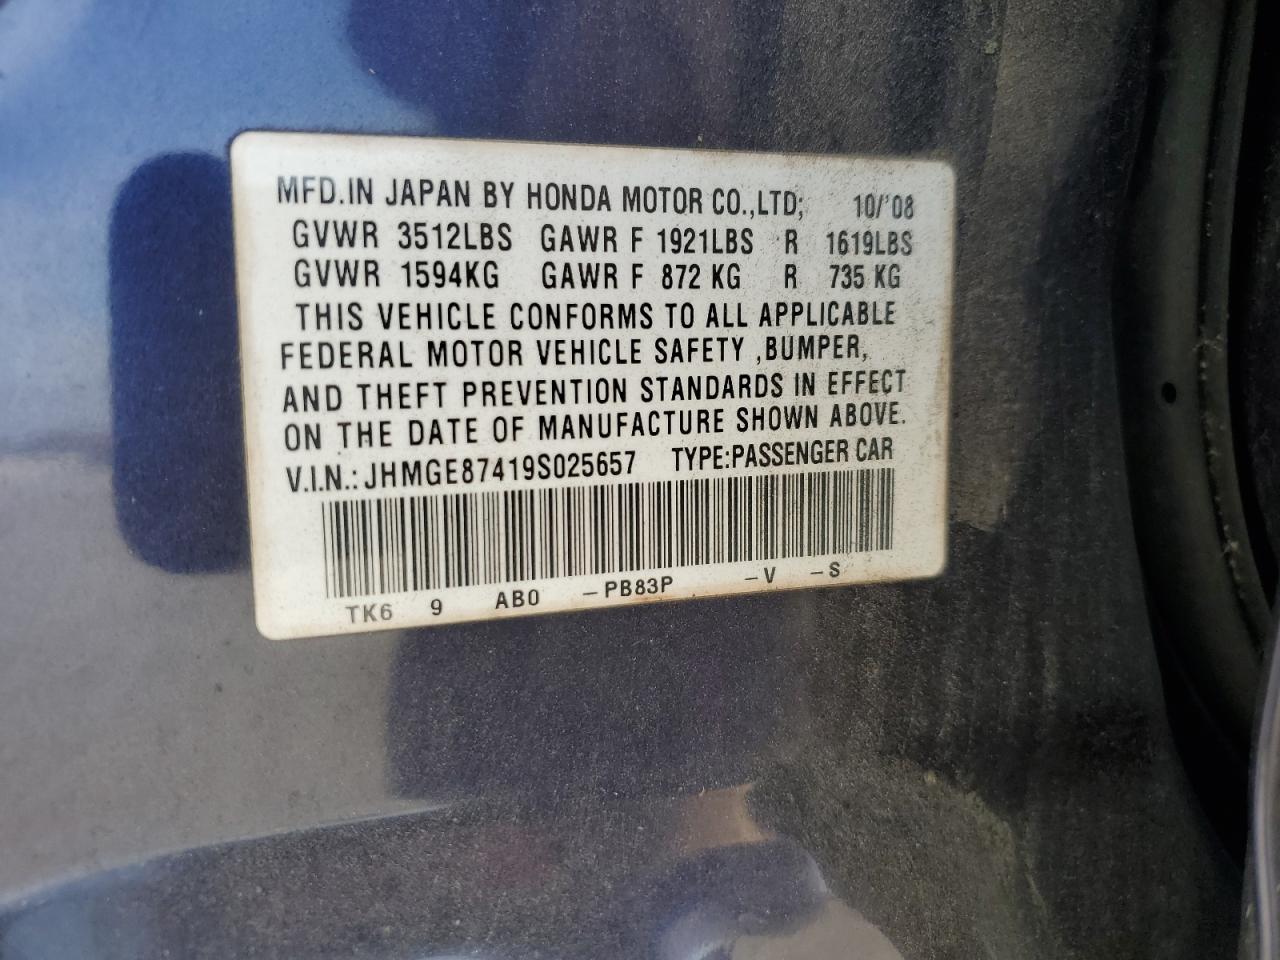 MFD.IN JAPAN BY HONDA MOTOR CO.,LTD; 10/'08
GVWR 3512LBS GAWR F 1921LBS R 1619LBS
GVWR 1594KG GAWR F 872 KG R 735 KG
THIS VEHICLE CONFORMS TO ALL APPLICABLE
FEDERAL MOTOR VEHICLE SAFETY ,BUMPER,
AND THEFT PREVENTION STANDARDS IN EFFECT
ON THE DATE OF MANUFACTURE SHOWN ABOVE.
V.I.N.: JHMGE87419S025657 TYPE:PASSENGER CAR
TK6 9 AB0 –PB83P –V –S